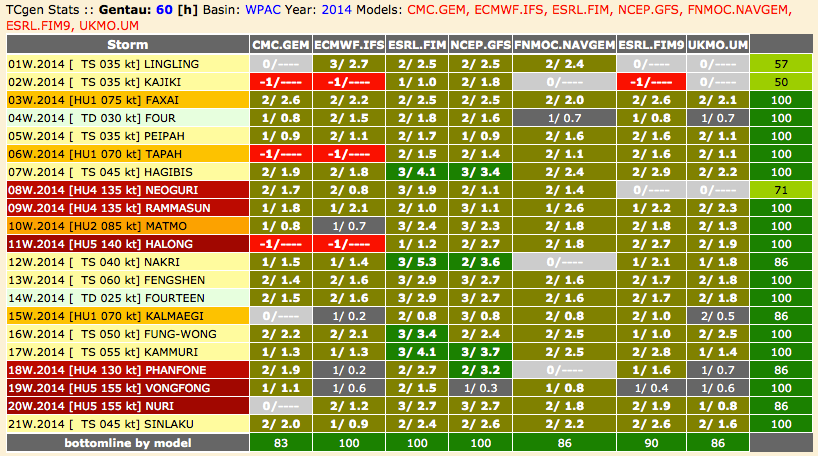 TCgen Stats :: Gentau: 60 [h] Basin: WPAC Year: 2014 Models: CMC.GEM, ECMWF.IFS, ESRL.FIM, NCEP.GFS, FNMOC.NAVGEM,
ESRL.FIM9, UKMO.UM
Storm CMC.GEM ECMWF.IFS ESRL.FIM NCEP.GFS FNMOC.NAVGEM ESRL.FIM9 UKMO.UM
01W.2014 [ TS 035 kt] LINGLING 0/---- 3/ 2.7 2/ 2.5 2/ 2.5 2/ 2.4 0/---- 0/---- 57
02W.2014 [ TS 035 kt] KAJIKI -1/---- -1/---- 1/ 1.0 2/ 1.8 0/---- -1/---- 0/---- 50
03W.2014 [HU1 075 kt] FAXAI 2/ 2.6 2/ 2.2 2/ 2.5 2/ 2.5 2/ 2.0 2/ 2.6 2/ 2.1 100
04W.2014 [ TD 030 kt] FOUR 1/ 0.8 2/ 1.5 2/ 1.8 2/ 1.6 1/ 0.7 1/ 0.8 1/ 0.7 100
05W.2014 [ TS 035 kt] PEIPAH 1/ 0.9 2/ 1.1 2/ 1.7 1/ 0.9 2/ 1.6 2/ 1.6 2/ 1.1 100
06W.2014 [HU1 070 kt] TAPAH -1/---- -1/---- 2/ 1.5 2/ 1.4 2/ 1.1 2/ 1.6 2/ 1.1 100
07W.2014 [ TS 045 kt] HAGIBIS 2/ 1.9 2/ 1.8 3/ 4.1 3/ 3.4 2/ 2.4 2/ 2.9 2/ 2.2 100
08W.2014 [HU4 135 kt] NEOGURI 2/ 1.7 2/ 0.8 3/ 1.9 2/ 1.1 2/ 1.4 0/---- 0/---- 71
09W.2014 [HU4 135 kt] RAMMASUN 1/ 1.8 2/ 2.1 2/ 1.0 3/ 1.1 2/ 1.6 1/ 2.2 2/ 2.3 100
10W.2014 [HU2 085 kt] MATMO 1/ 0.8 1/ 0.7 3/ 2.4 3/ 2.3 2/ 1.8 2/ 1.8 2/ 1.3 100
11W.2014 [HU5 140 kt] HALONG -1/---- -1/---- 1/ 1.2 2/ 2.7 2/ 1.8 2/ 2.7 2/ 1.9 100
12W.2014 [ TS 040 kt] NAKRI 1/ 1.5 1/ 1.4 3/ 5.3 2/ 3.6 0/---- 2/ 2.1 1/ 1.8 86
13W.2014 [ TS 060 kt] FENGSHEN 2/ 1.4 2/ 1.6 3/ 2.9 3/ 2.7 2/ 1.6 2/ 1.7 2/ 1.8 100
14W.2014 [ TD 025 kt] FOURTEEN 2/ 1.5 2/ 1.6 3/ 2.9 3/ 2.7 2/ 1.6 2/ 1.7 2/ 1.8 100
15W.2014 [HU1 070 kt] KALMAEGI 0/---- 1/ 0.2 2/ 0.8 3/ 0.8 2/ 0.8 2/ 1.0 2/ 0.5 86
16W.2014 [ TS 050 kt] FUNG-WONG 2/ 2.2 2/ 2.1 3/ 3.4 2/ 2.4 2/ 2.5 1/ 1.0 2/ 2.5 100
17W.2014 [ TS 055 kt] KAMMURI 1/ 1.3 1/ 1.3 3/ 4.1 3/ 3.7 2/ 2.5 2/ 2.8 1/ 1.4 100
18W.2014 [HU4 130 kt] PHANFONE 2/ 1.9 1/ 0.2 2/ 2.7 2/ 3.2 0/---- 1/ 1.6 1/ 0.7 86
19W.2014 [HU5 155 kt] VONGFONG 1/ 1.1 1/ 0.6 2/ 1.5 1/ 0.3 1/ 0.8 1/ 0.4 1/ 0.6 100
20W.2014 [HU5 155 kt] NURI 0/---- 2/ 1.2 3/ 2.7 3/ 2.7 2/ 1.8 2/ 1.9 1/ 0.8 86
21W.2014 [ TS 045 kt] SINLAKU 2/ 2.0 1/ 0.9 2/ 2.4 2/ 2.6 2/ 2.2 2/ 2.6 2/ 1.6 100
bottomline by model 83 100 100 100 86 90 86